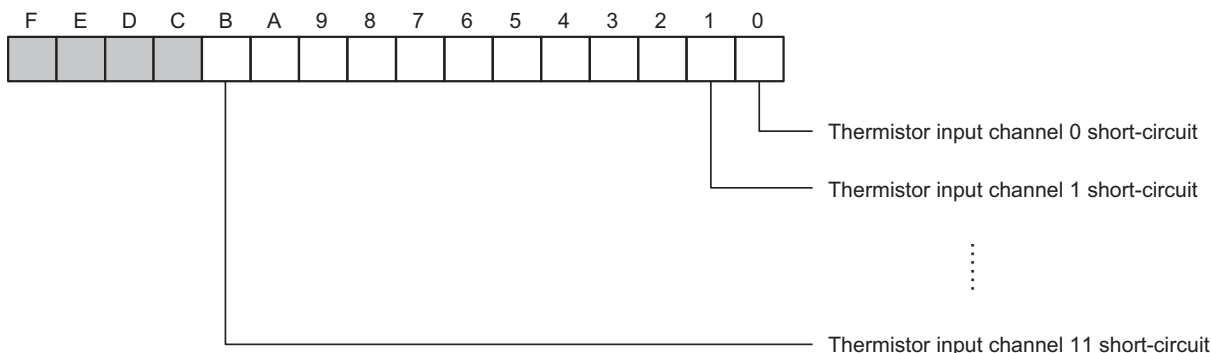 F E D C B A 9 8 7 6 5 4 3 2 1 0
Thermistor input channel 0 short-circuit
Thermistor input channel 1 short-circuit
Thermistor input channel 11 short-circuit